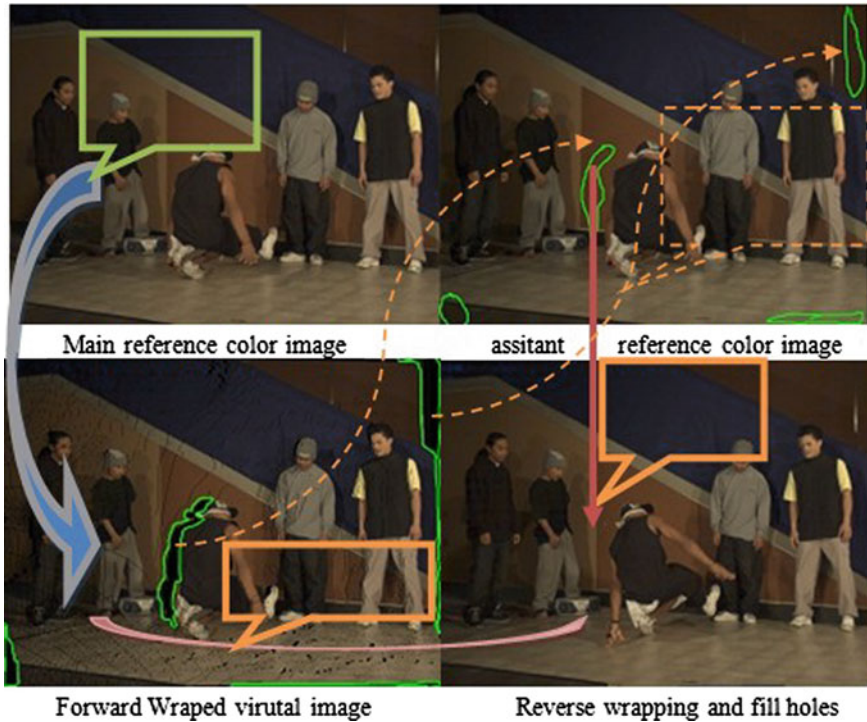 Main reference color image
assitant reference color image
Forward Wraped virutal image
Reverse wrapping and fill holes